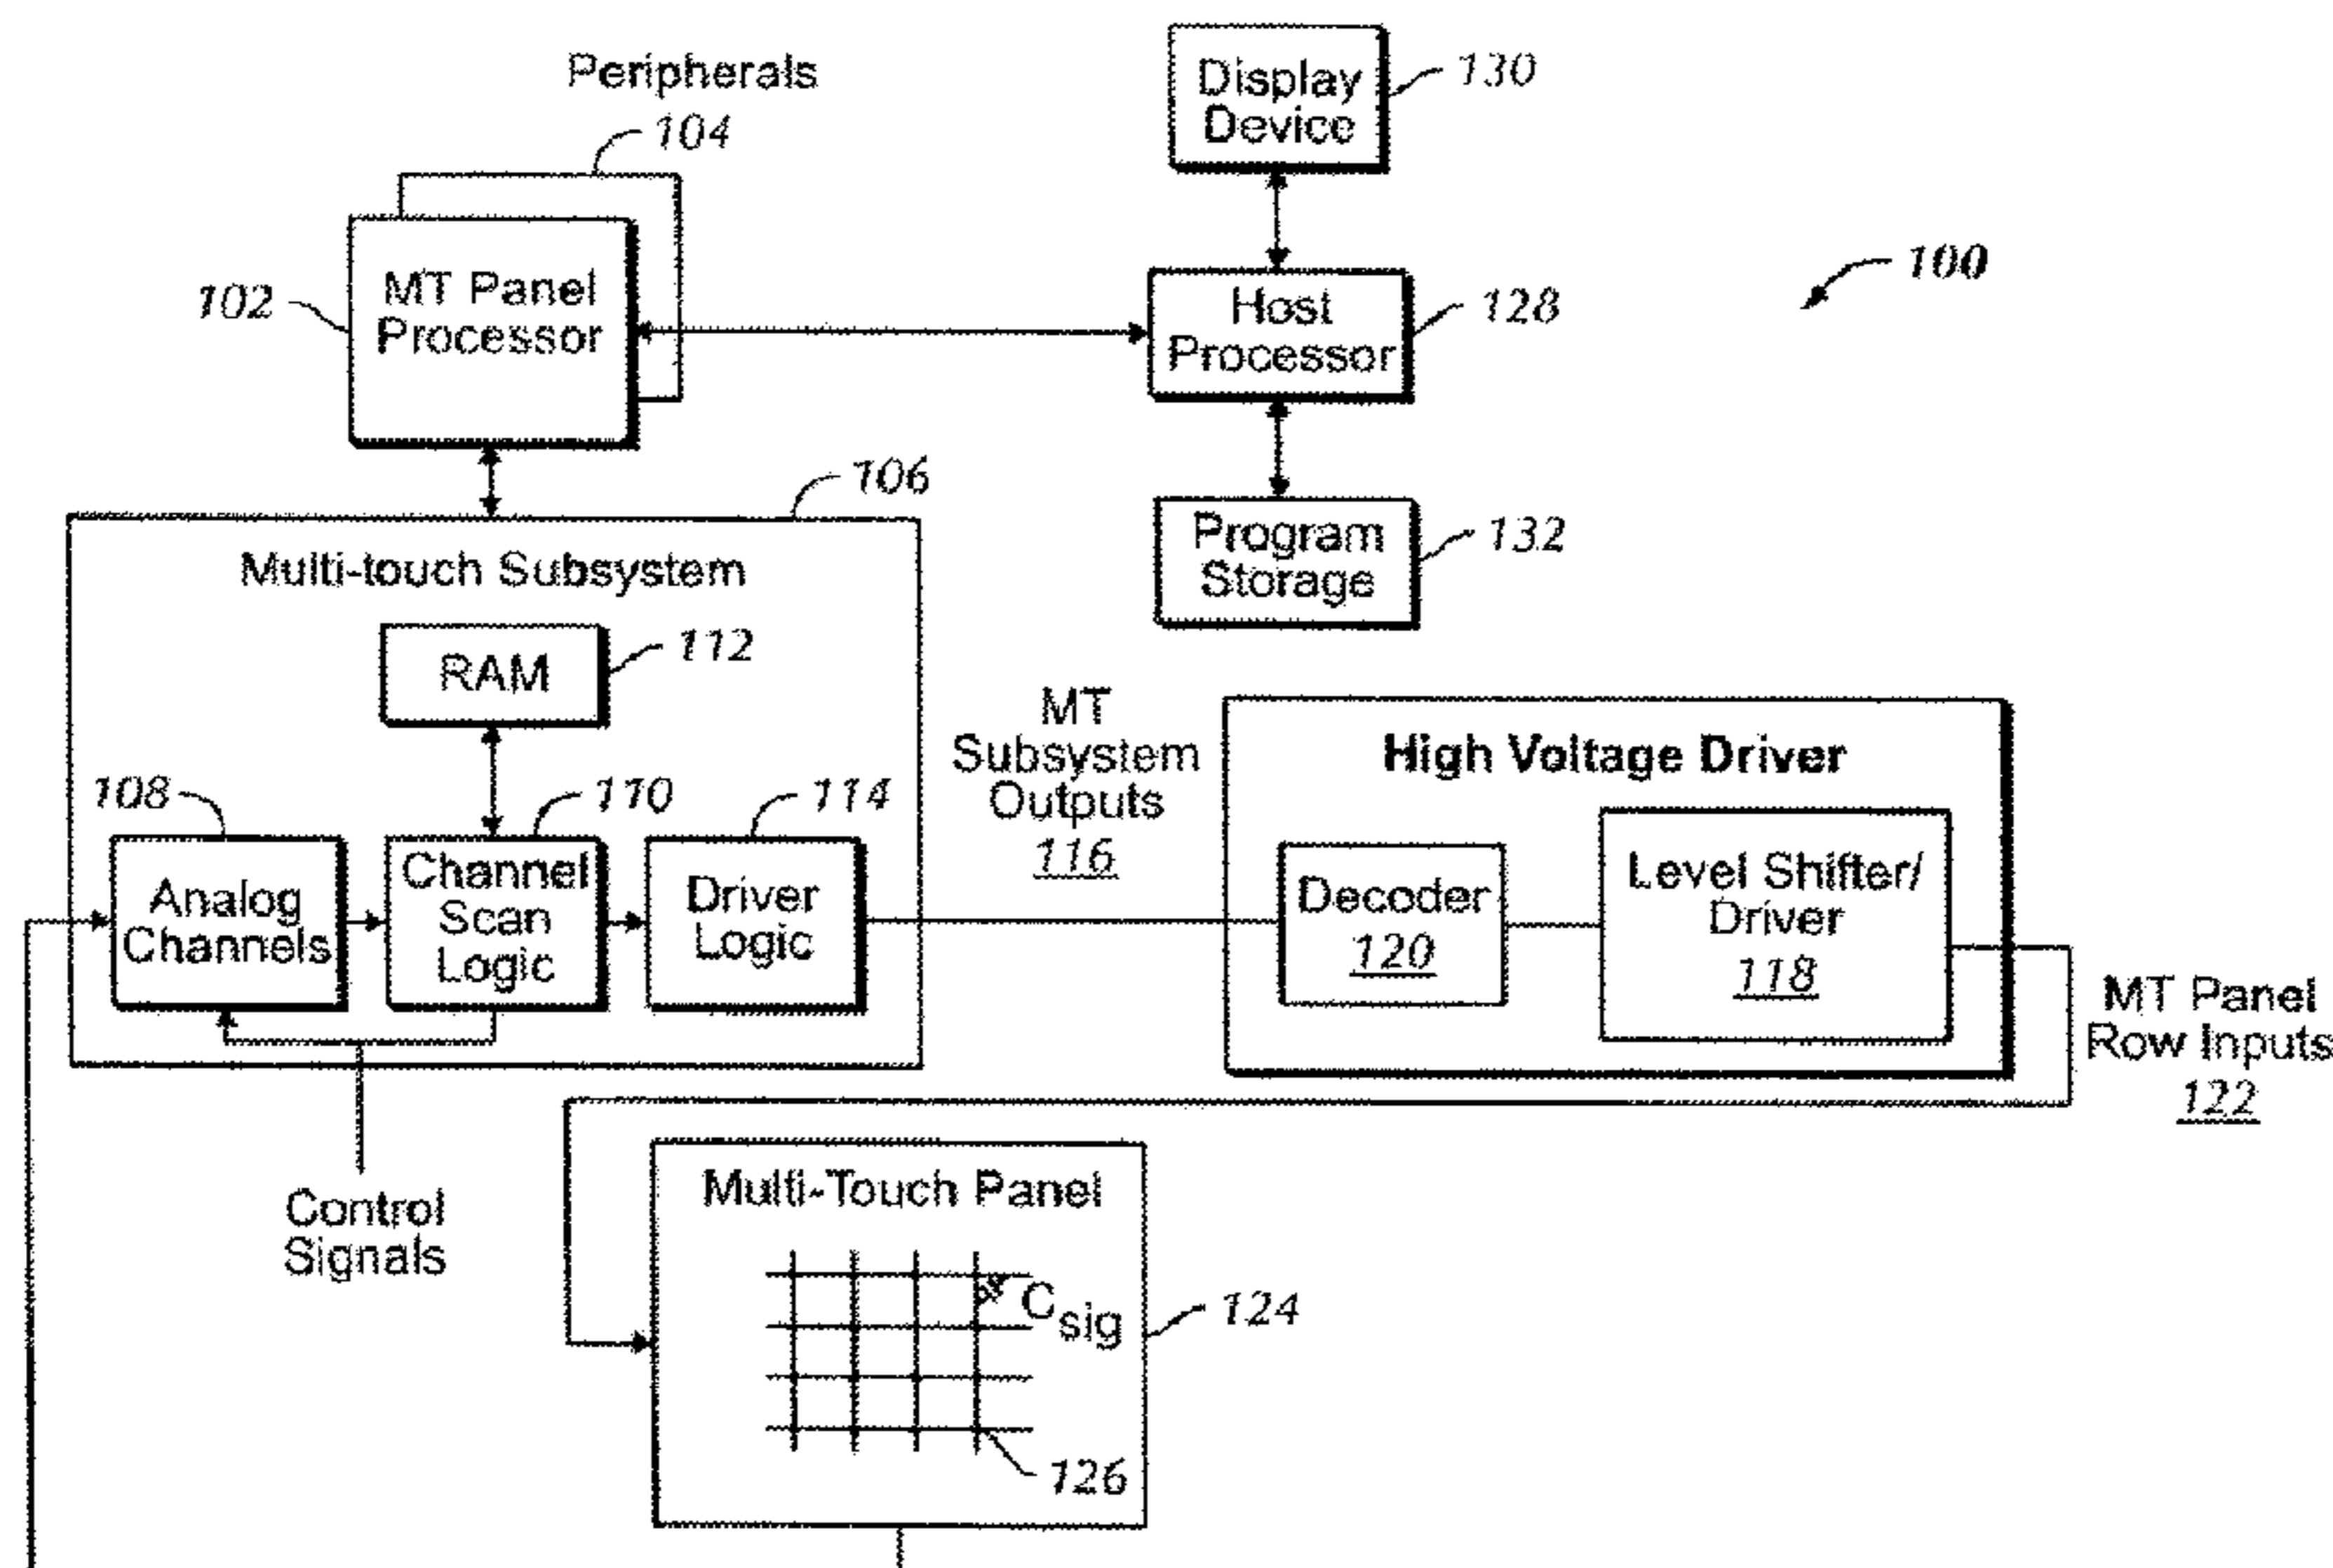 Peripherals
104
Display
Device
130
100
MT Panel
Processor
102
Host
Processor
128
106
Multi-touch Subsystem
Program
Storage
132
RAM
112
MT
Subsystem
Outputs
116
High Voltage Driver
108
110
114
Analog
Channels
Channel
Scan
Logic
Driver
Logic
Decoder
120
Level Shifter/
Driver
118
MT Panel
Row Inputs
122
Control
Signals
Multi-Touch Panel
Csig
124
126